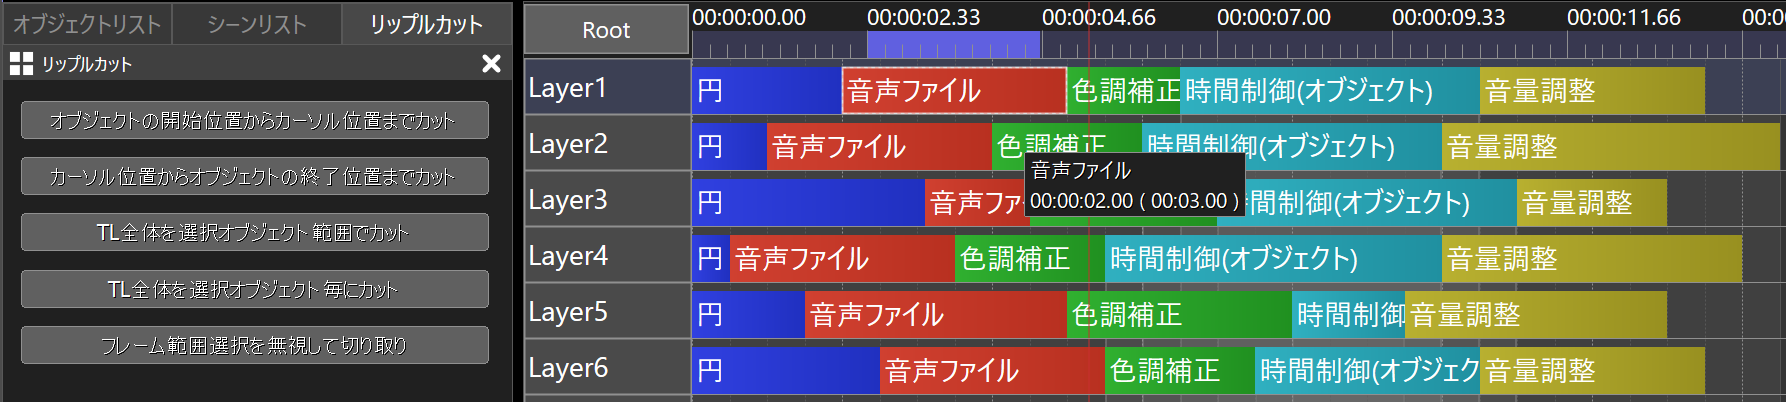 オブジェクトリスト シーンリスト リップルカット
リップルカット
オブジェクトの開始位置からカーソル位置までカット
カーソル位置からオブジェクトの終了位置までカット
TL全体を選択オブジェクト範囲でカット
TL全体を選択オブジェクト毎にカット
フレーム範囲選択を無視して切り取り
Root
00:00:00.00 00:00:02.33 00:00:04.66 00:00:07.00 00:00:09.33 00:00:11.66 00:0
Layer1 円 音声ファイル 色調補正 時間制御(オブジェクト) 音量調整
Layer2 円 音声ファイル 色調補正 時間制御(オブジェクト) 音量調整
音声ファイル
00:00:02.00 ( 00:03.00 )
Layer3 円 音声ファ 時間制御(オブジェクト) 音量調整
Layer4 円 音声ファイル 色調補正 時間制御(オブジェクト) 音量調整
Layer5 円 音声ファイル 色調補正 時間制御 音量調整
Layer6 円 音声ファイル 色調補正 時間制御(オブジェク 音量調整